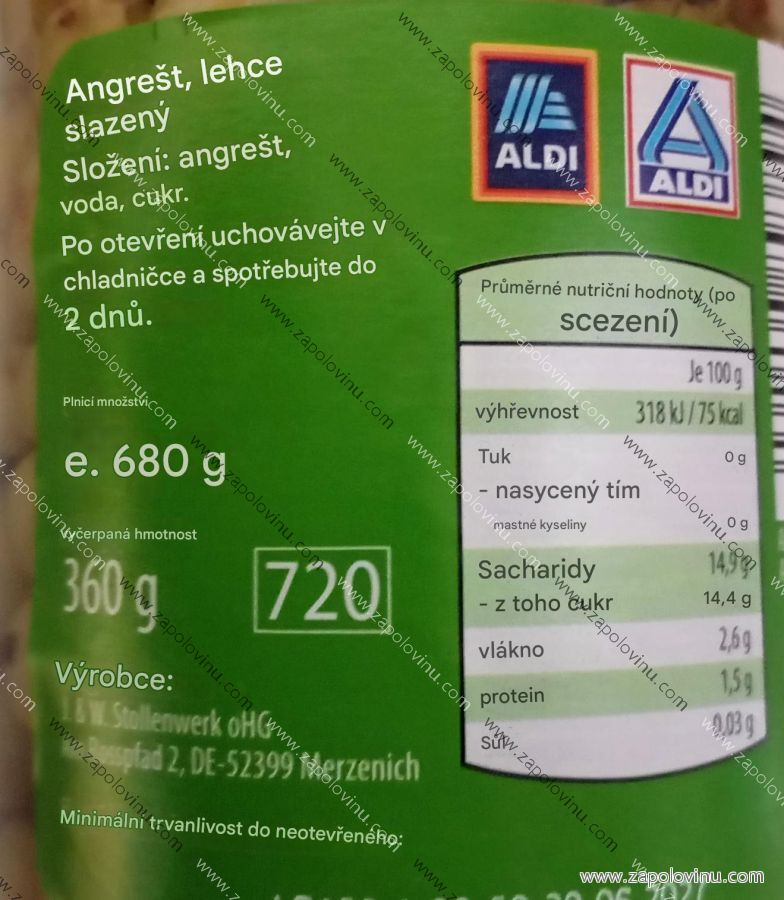 Angrešt, lehce
slazený
Složení: angrešt,
voda, cukr.
Po otevření uchovávejte v
chladničce a spotřebujte do
2 dnů.
Plnicí množství:
e. 680 g
Vyčerpaná hmotnost
360 g
720
Výrobce:
Stollenwerk oHG
2, DE-52399 Merzenich
Minimální trvanlivost do neotevřeného:
ALDI
ALDI
Průměrné nutriční hodnoty (po
scezení)
Je 100 g
výhřevnost 318 kJ / 75 kcal
Tuk 0 g
- nasycený tím
mastné kyseliny 0 g
Sacharidy 14,9 g
- z toho cukr 14,4 g
vlákno 2,6 g
protein 1,5 g
Sůl 0,03 g
www.zapolovinu.com